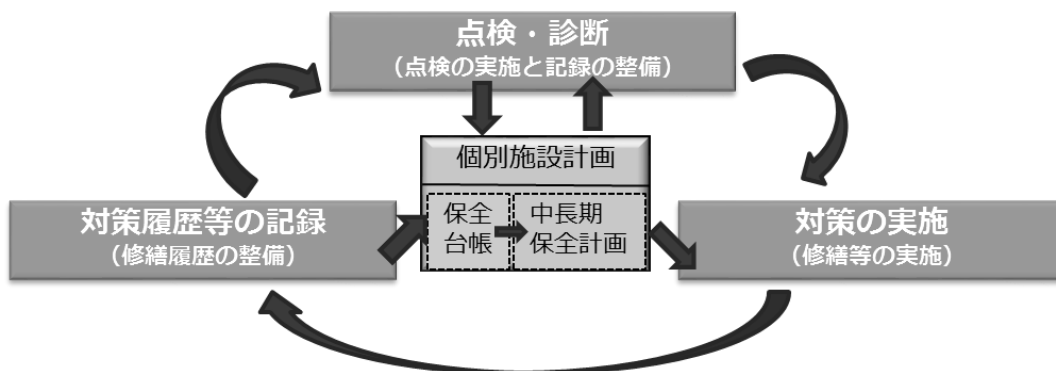 点検・診断
（点検の実施と記録の整備）
個別施設計画
保全
台帳
中長期
保全計画
対策履歴等の記録
（修繕履歴の整備）
対策の実施
（修繕等の実施）